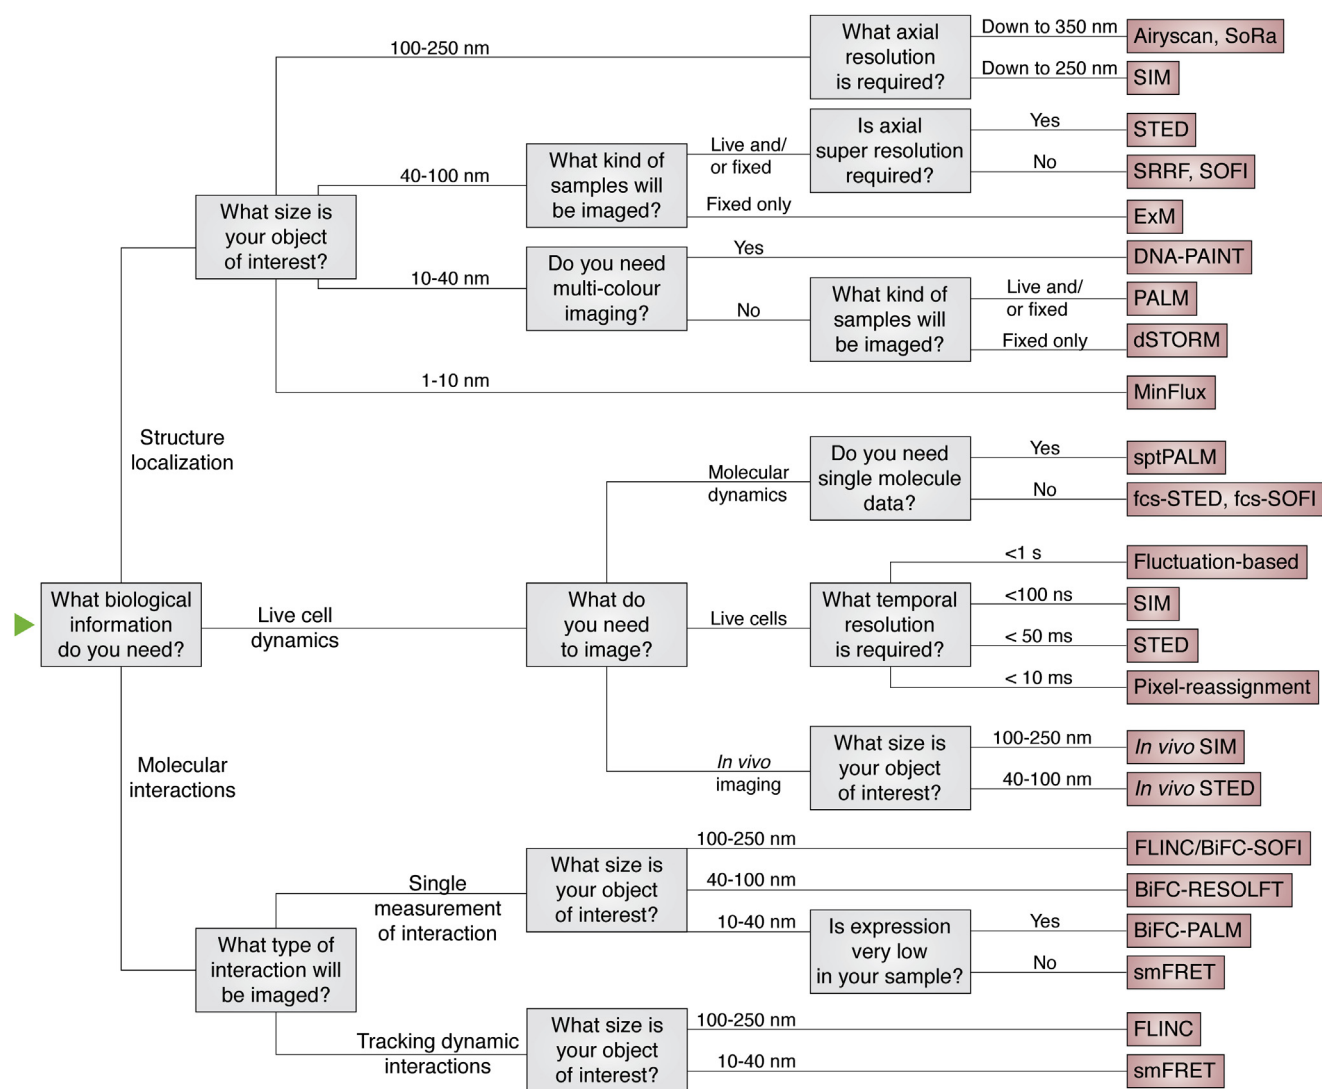 100-250 nm
What axial
resolution
is required?
Down to 350 nm
Airyscan, SoRa
Down to 250 nm
SIM
What size is
your object
of interest?
40-100 nm
What kind of
samples will
be imaged?
Live and/
or fixed
Is axial
super resolution
required?
Yes
STED
No
SRRF, SOFI
Fixed only
ExM
10-40 nm
Do you need
multi-colour
imaging?
Yes
DNA-PAINT
No
What kind of
samples will
be imaged?
Live and/
or fixed
PALM
Fixed only
dSTORM
1-10 nm
MinFlux
Structure
localization
What biological
information
do you need?
Live cell
dynamics
What do
you need
to image?
Molecular
dynamics
Do you need
single molecule
data?
Yes
sptPALM
No
fcs-STED, fcs-SOFI
Live cells
What temporal
resolution
is required?
<1 s
Fluctuation-based
<100 ns
SIM
< 50 ms
STED
< 10 ms
Pixel-reassignment
In vivo
imaging
What size is
your object
of interest?
100-250 nm
In vivo SIM
40-100 nm
In vivo STED
Molecular
interactions
What type of
interaction will
be imaged?
Single
measurement
of interaction
What size is
your object
of interest?
100-250 nm
FLINC/BiFC-SOFI
40-100 nm
BiFC-RESOLFT
10-40 nm
Is expression
very low
in your sample?
Yes
BiFC-PALM
No
smFRET
Tracking dynamic
interactions
What size is
your object
of interest?
100-250 nm
FLINC
10-40 nm
smFRET